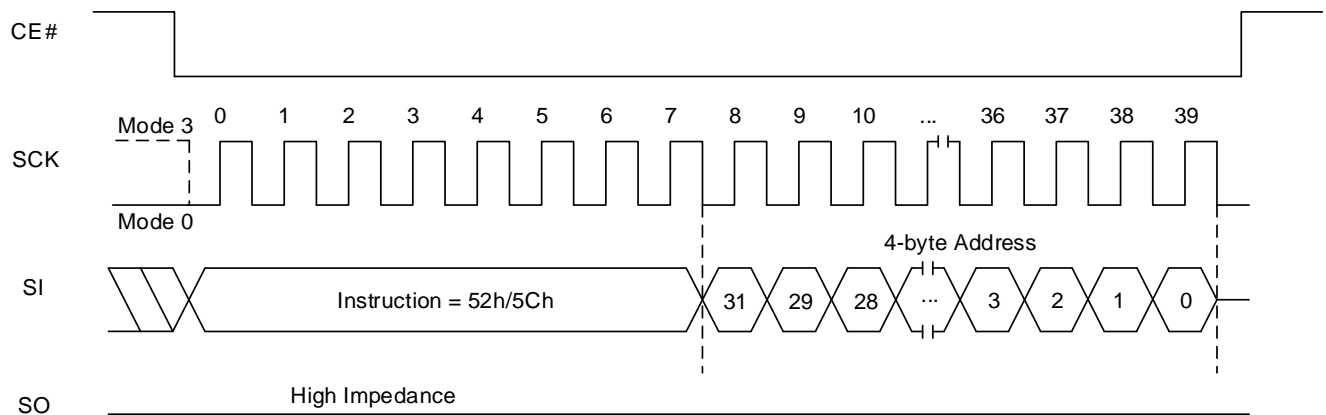 CE#
0 1 2 3 4 5 6 7 8 9 10 ... 36 37 38 39
Mode 3
SCK
Mode 0
4-byte Address
SI
Instruction = 52h/5Ch 31 29 28 ... 3 2 1 0
High Impedance
SO